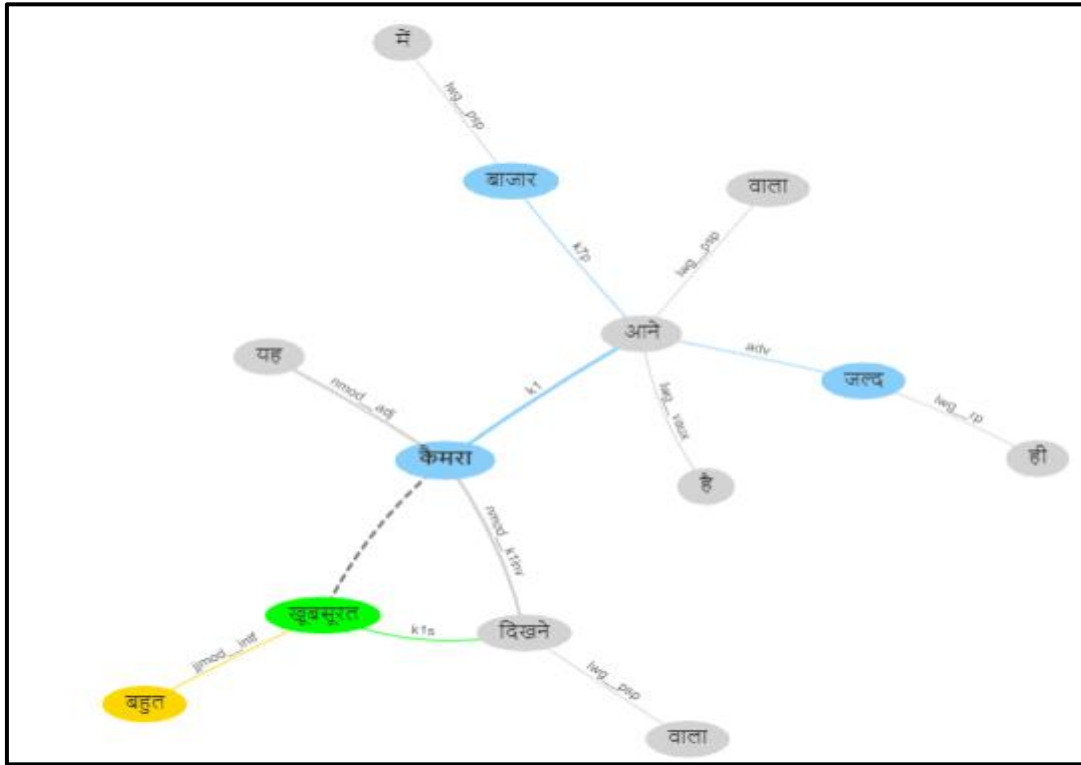 में
lwg__psp
बाजार
वाला
k7p
lwg__psp
आने
यह
adv
जल्द
nmod__adj
k1
lwg__vaux
lwg__rp
कैमरा
ही
है
nmod__k1inv
खूबसूरत
k1s
दिखने
jjmod__intf
lwg__psp
बहुत
वाला